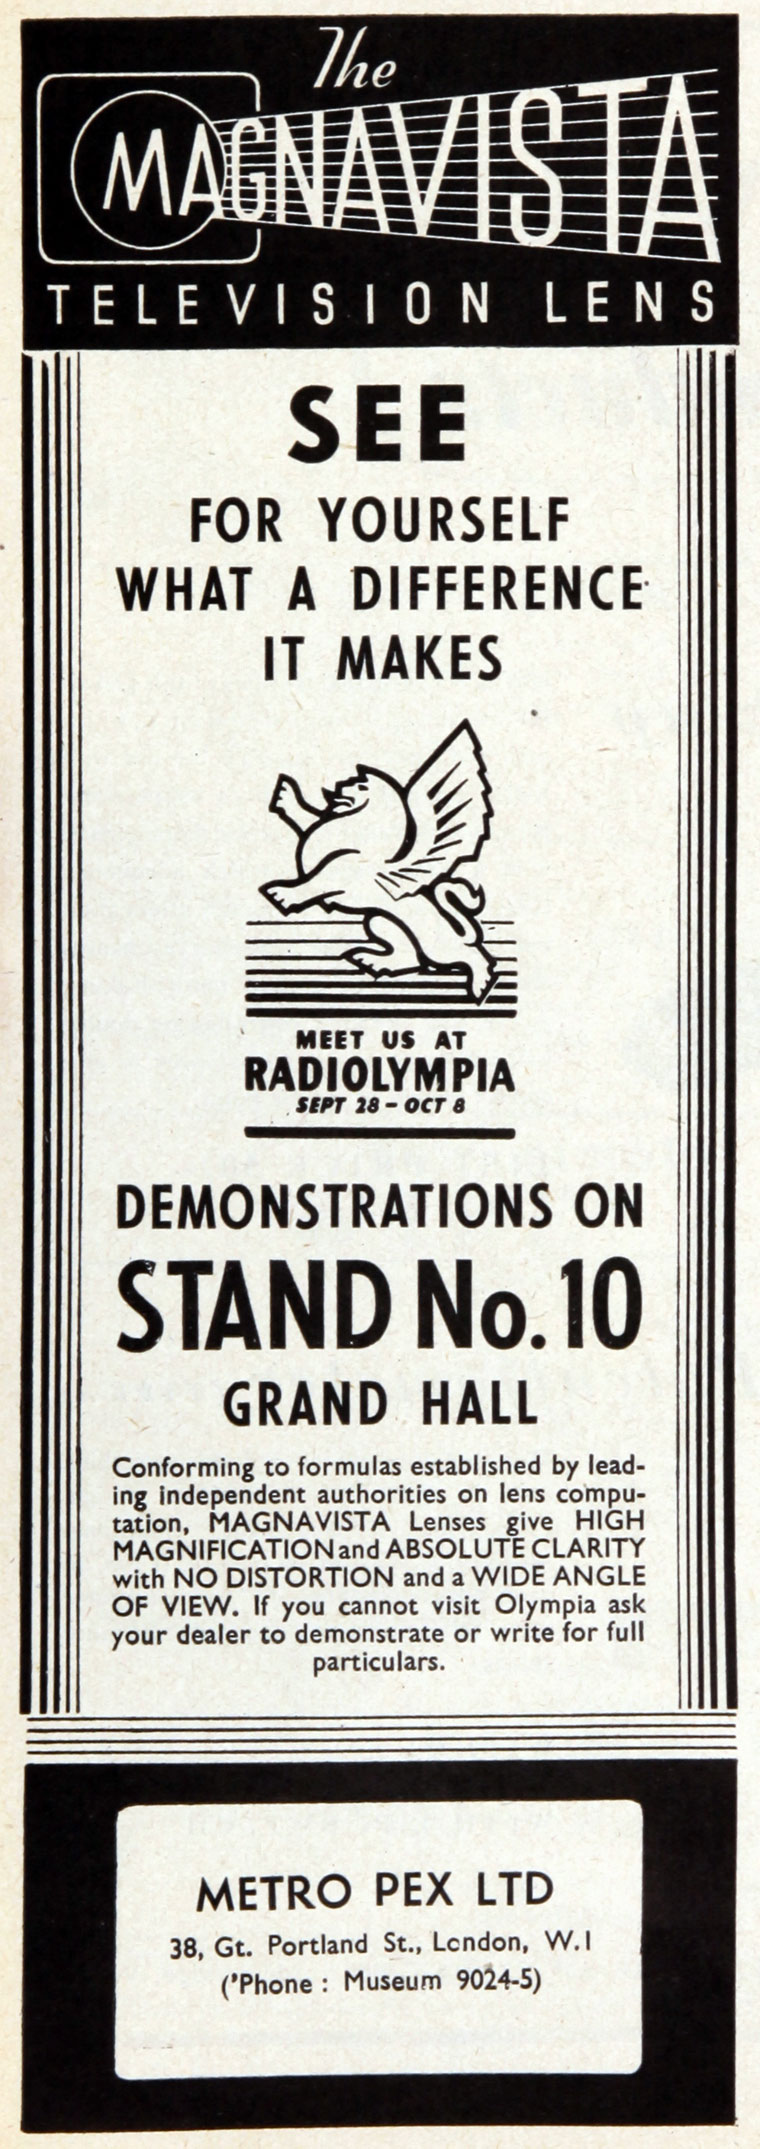 The
MAGNAVISTA
TELEVISION LENS
SEE
FOR YOURSELF
WHAT A DIFFERENCE
IT MAKES
MEET US AT
RADIOLYMPIA
SEPT 28 - OCT 8
DEMONSTRATIONS ON
STAND No. 10
GRAND HALL
Conforming to formulas established by lead-
ing independent authorities on lens compu-
tation, MAGNAVISTA Lenses give HIGH
MAGNIFICATION and ABSOLUTE CLARITY
with NO DISTORTION and a WIDE ANGLE
OF VIEW. If you cannot visit Olympia ask
your dealer to demonstrate or write for full
particulars.
METRO PEX LTD
38, Gt. Portland St., London, W.1
('Phone : Museum 9024-5)